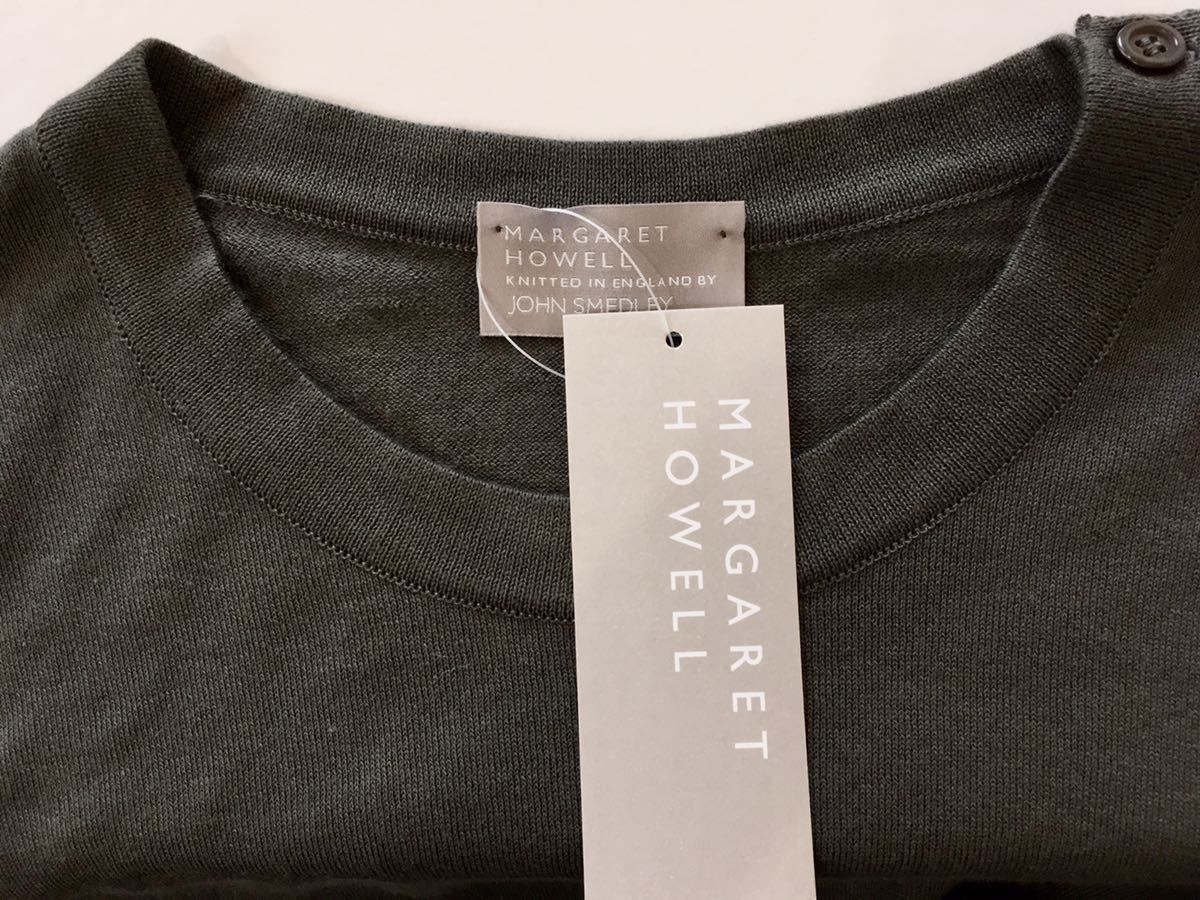 MARGARET
HOWELL
KNITTED IN ENGLAND BY
JOHN SMEDLEY
MARGARET
HOWELL